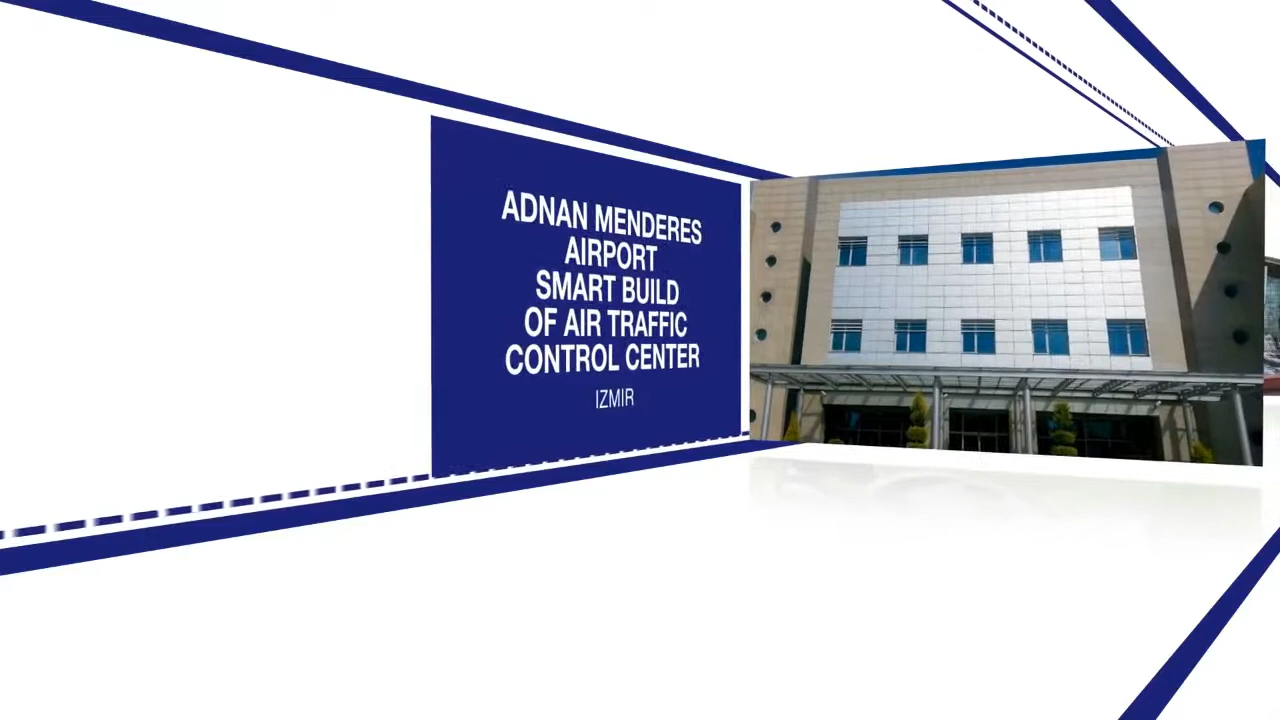 ADNAN MENDERES
AIRPORT
SMART BUILD
OF AIR TRAFFIC
CONTROL CENTER
IZMIR